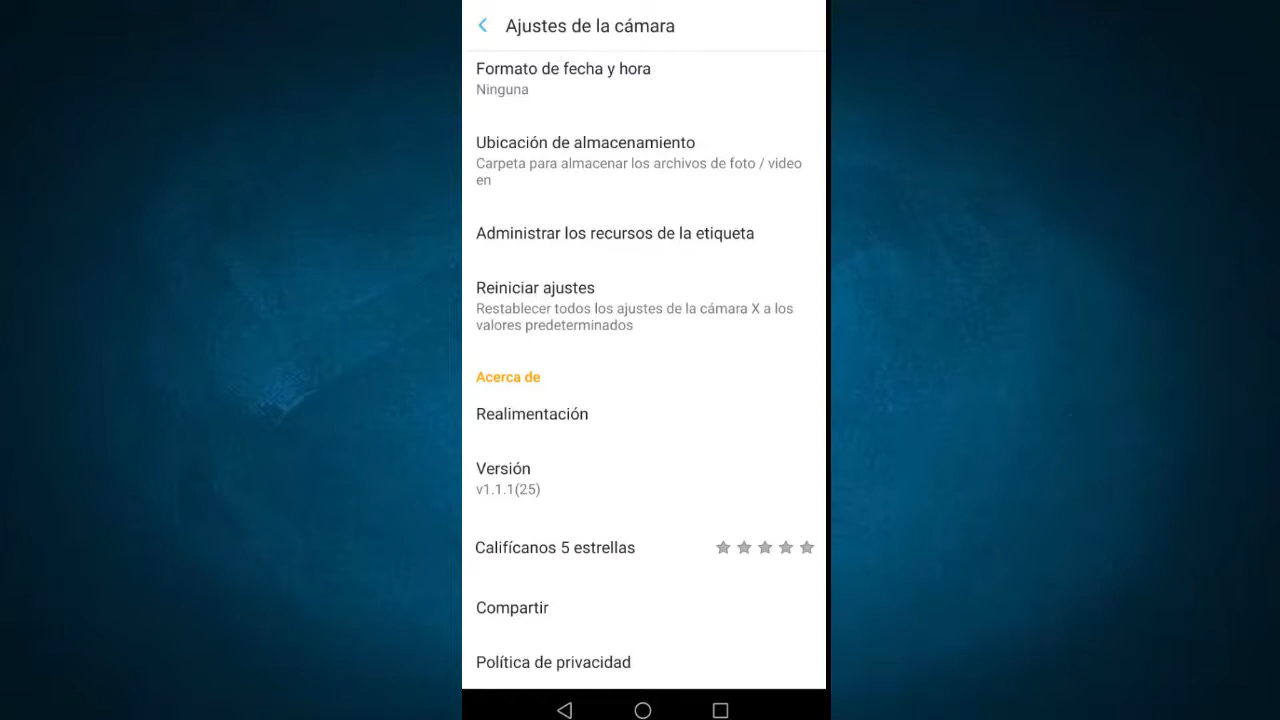 Ajustes de la cámara
Formato de fecha y hora
Ninguna
Ubicación de almacenamiento
Carpeta para almacenar los archivos de foto / video
en
Administrar los recursos de la etiqueta
Reiniciar ajustes
Restablecer todos los ajustes de la cámara X a los
valores predeterminados
Acerca de
Realimentación
Versión
v1.1.1(25)
Califícanos 5 estrellas
Compartir
Política de privacidad